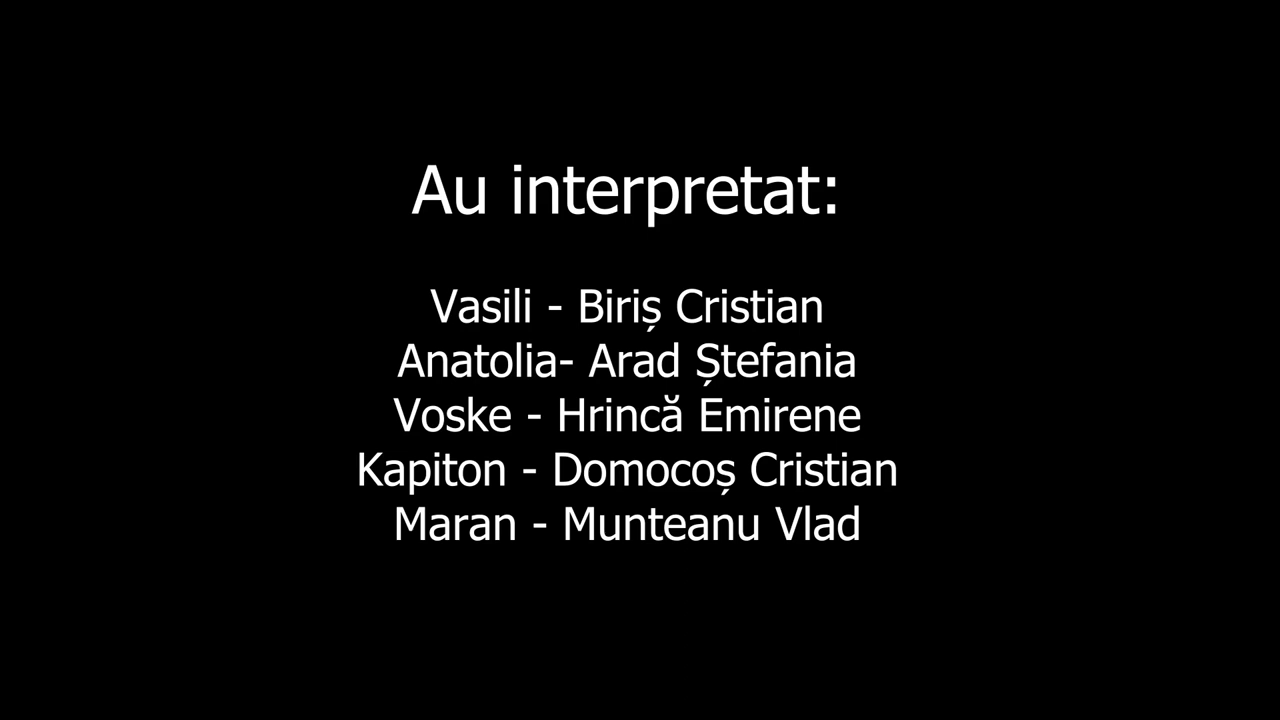 Au interpretat:
Vasili - Biriș Cristian
Anatolia- Arad Ștefania
Voske - Hrincă Emirene
Kapiton - Domocoș Cristian
Maran - Munteanu Vlad